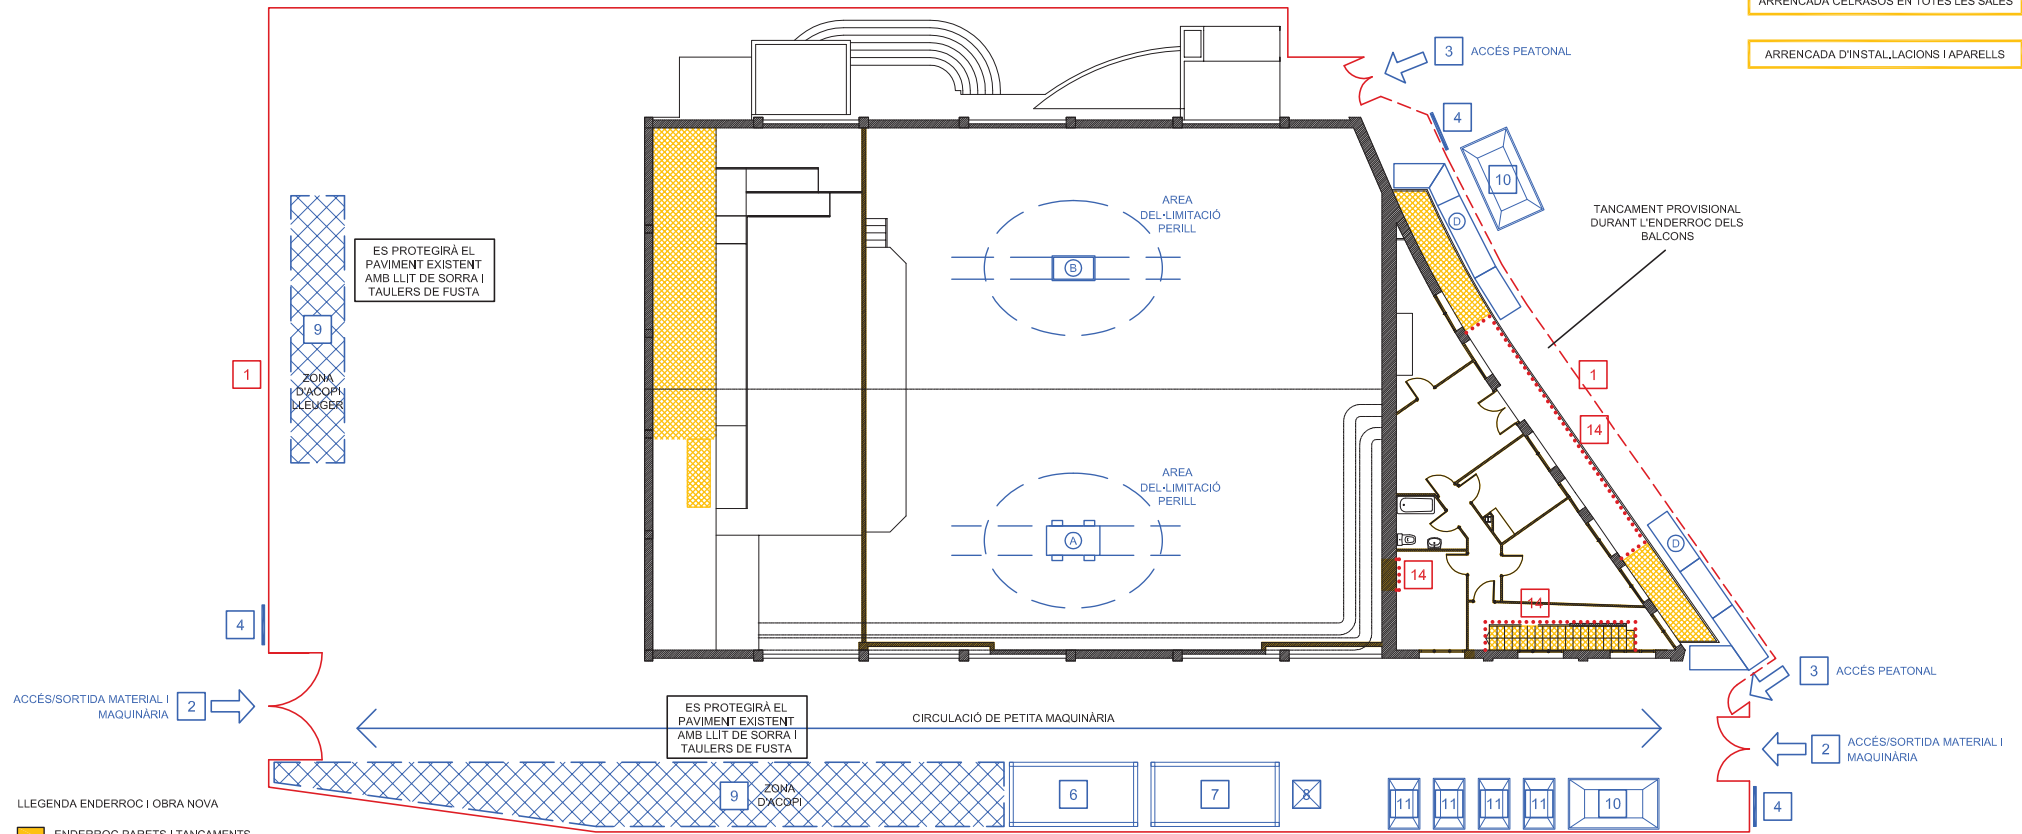 ARRENCADA CELRASOS EN TOTES LES SALES
ARRENCADA D'INSTAL.LACIONS I APARELLS
3 ACCÉS PEATONAL
4
10
AREA
DEL·LIMITACIÓ
PERILL
D
TANCAMENT PROVISIONAL
DURANT L'ENDERROC DELS
BALCONS
ES PROTEGIRÀ EL
PAVIMENT EXISTENT
AMB LLIT DE SORRA I
TAULERS DE FUSTA
B
9
1
ZONA
D'ACOPI
LLEUGER
1
14
AREA
DEL·LIMITACIÓ
PERILL
A
D
14
14
4
3 ACCÉS PEATONAL
ACCÉS/SORTIDA MATERIAL I
MAQUINÀRIA
2
ES PROTEGIRÀ EL
PAVIMENT EXISTENT
AMB LLIT DE SORRA I
TAULERS DE FUSTA
CIRCULACIÓ DE PETITA MAQUINÀRIA
2
ACCÉS/SORTIDA MATERIAL I
MAQUINÀRIA
9
ZONA
D'ACOPI
6
7
8
11
11
11
11
10
4
LLEGENDA ENDERROC I OBRA NOVA
ENDERROC PARETS I TANCAMENTS